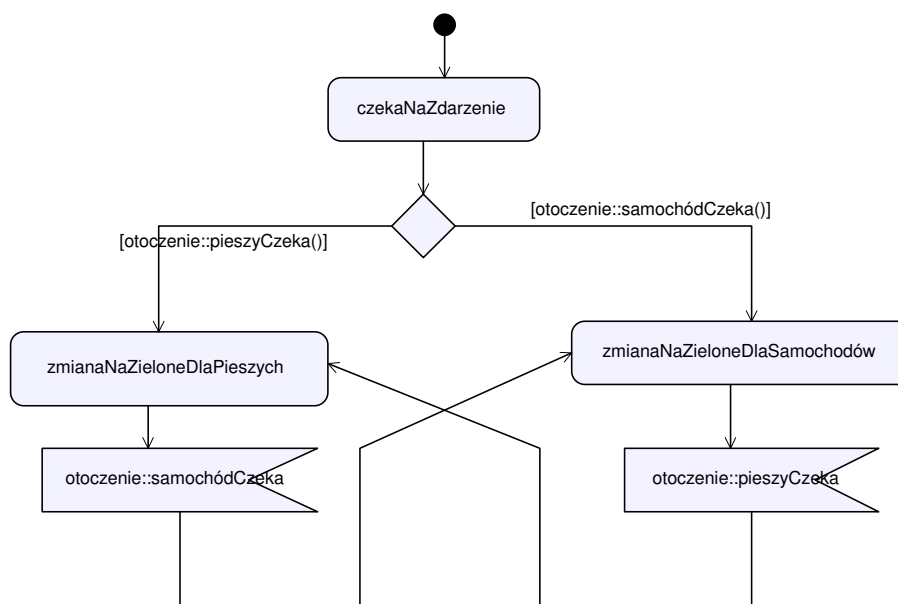 czekaNaZdarzenie
[otoczenie::samochódCzeka()]
[otoczenie::pieszyCzeka()]
zmianaNaZieloneDlaSamochodów
zmianaNaZieloneDlaPieszych
otoczenie::samochódCzeka
otoczenie::pieszyCzeka